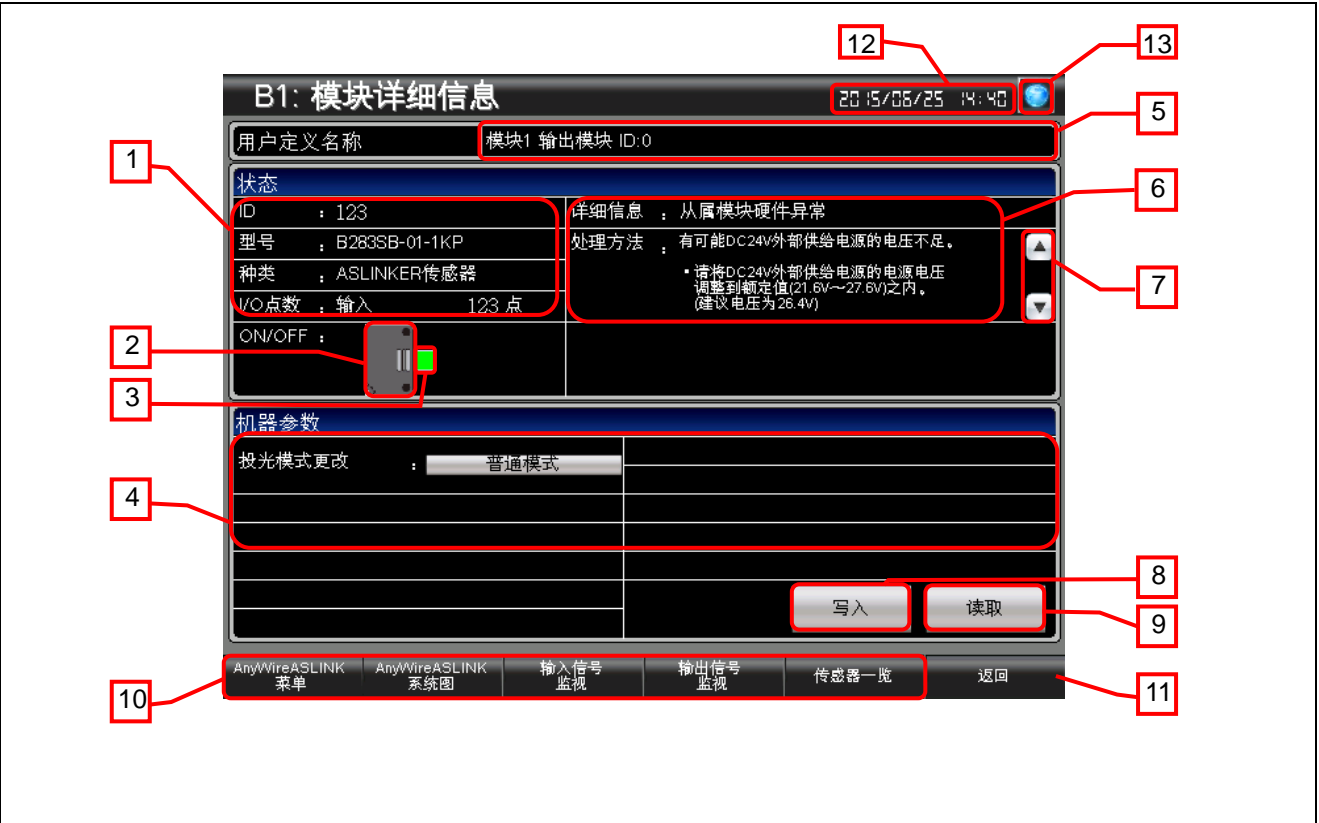 12
13
B1: 模块详细信息
2015/06/25 14:40
5
用户定义名称
模块1 输出模块 ID:0
1
状态
6
ID : 123
详细信息 : 从属模块硬件异常
型号 : B283SB-01-1KP
处理方法 : 有可能DC24V外部供给电源的电压不足。
种类 : ASLINKER传感器
・请将DC24V外部供给电源的电源电压
调整到额定值(21.6V～27.6V)之内。
(建议电压为26.4V)
7
I/O点数 : 输入 123 点
ON/OFF :
2
3
机器参数
投光模式更改 : 普通模式
4
8
写入
读取
9
AnyWireASLINK
菜单
AnyWireASLINK
系统图
输入信号
监视
输出信号
监视
传感器一览
返回
10
11